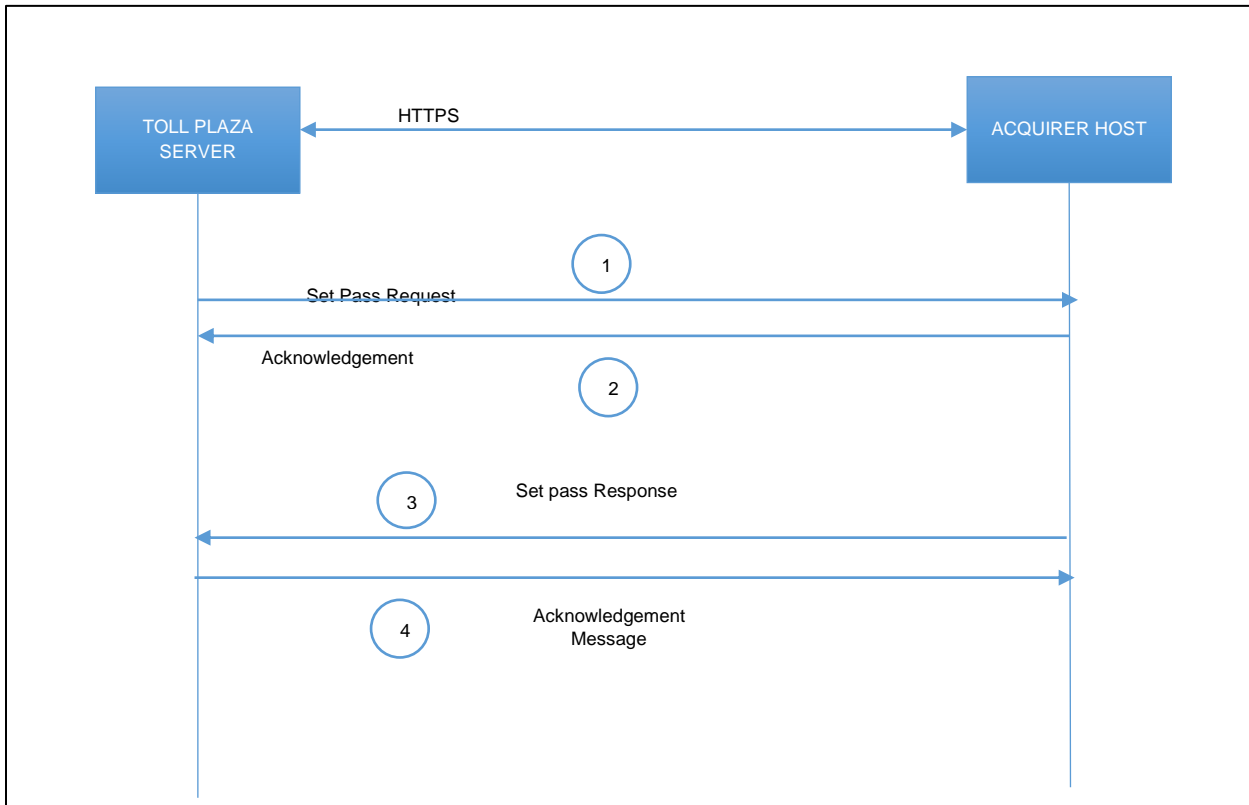 HTTPS
TOLL PLAZA
SERVER
ACQUIRER HOST
1
Set Pass Request
Acknowledgement
2
Set pass Response
3
Acknowledgement
Message
4